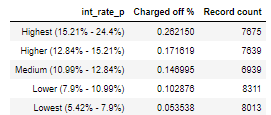 int_rate_p Charged off % Record count
Highest (15.21% - 24.4%) 0.262150 7675
Higher (12.84% - 15.21%) 0.171619 7639
Medium (10.99% - 12.84%) 0.146995 6939
Lower (7.9% - 10.99%) 0.102876 8311
Lowest (5.42% - 7.9%) 0.053538 8013